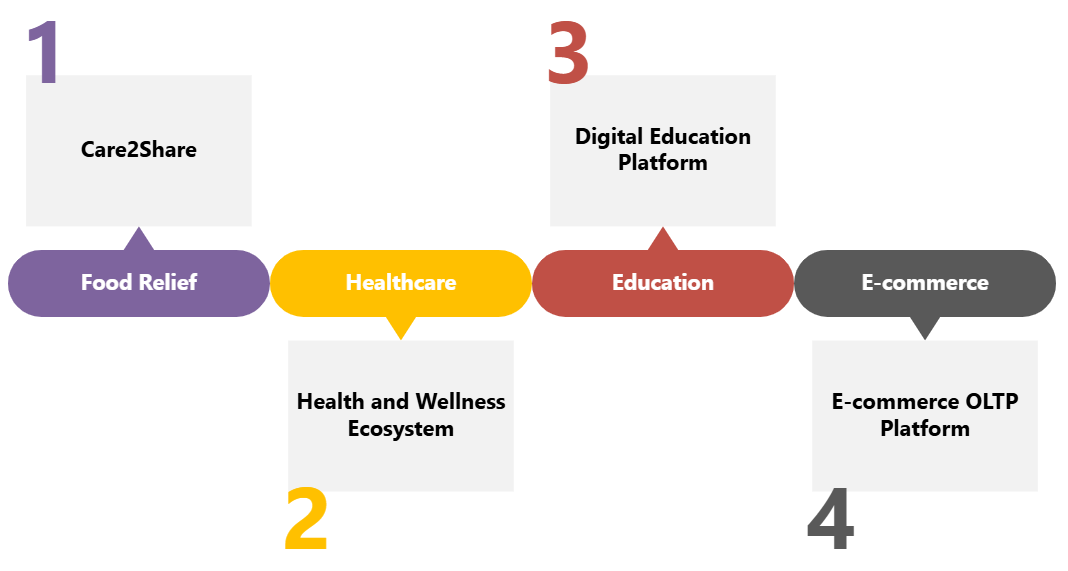 1
Care2Share
Food Relief
Healthcare
Health and Wellness
Ecosystem
2
3
Digital Education
Platform
Education
E-commerce
E-commerce OLTP
Platform
4